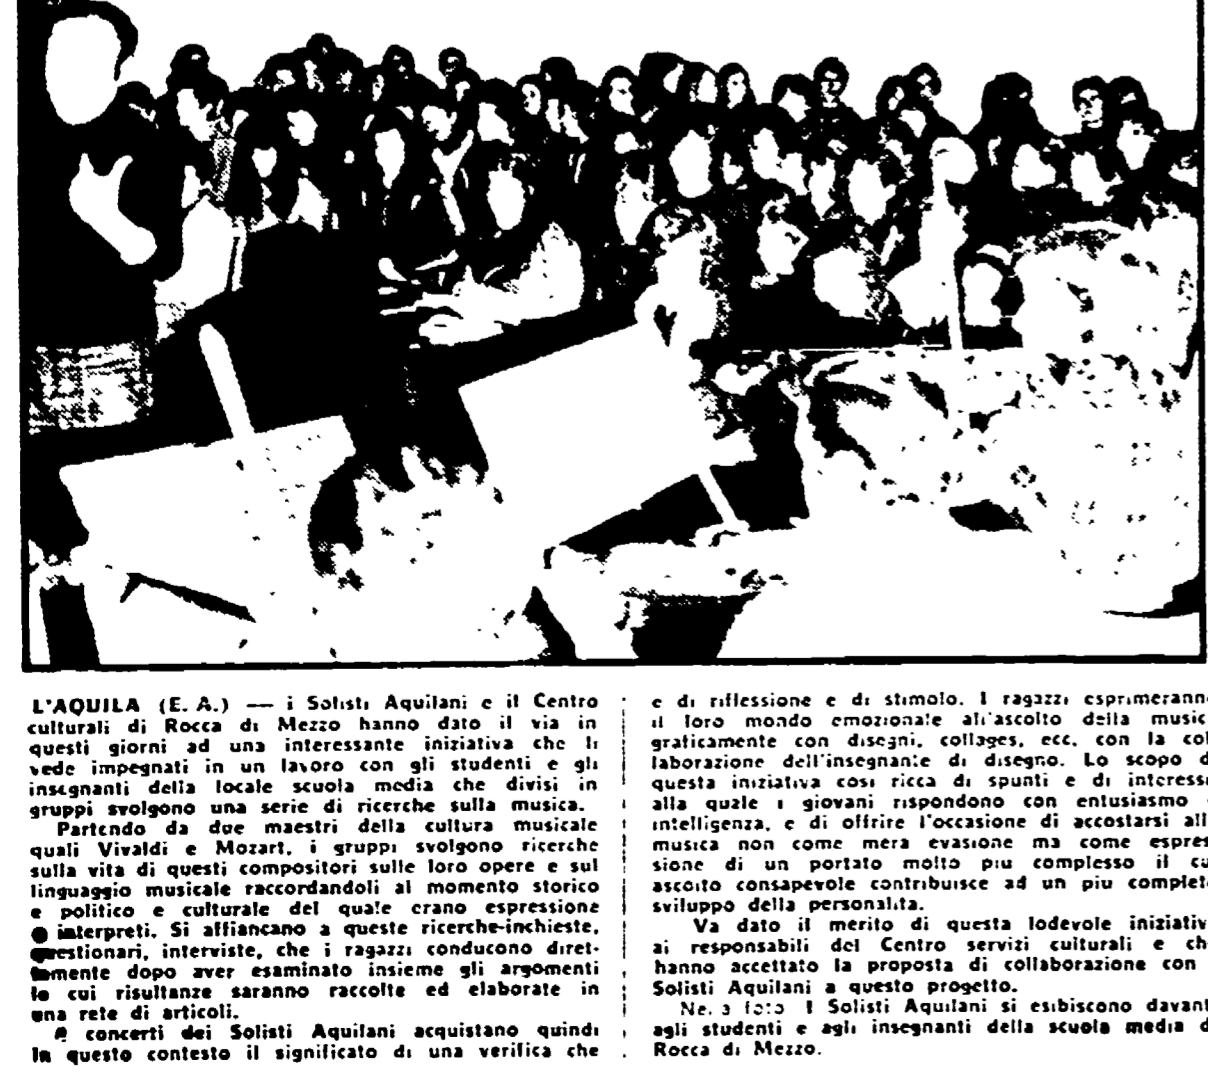 L'AQUILA (E. A.) — i Solisti Aquilani e il Centro
culturali di Rocca di Mezzo hanno dato il via in
questi giorni ad una interessante iniziativa che li
vede impegnati in un lavoro con gli studenti e gli
insegnanti della locale scuola media che divisi in
gruppi svolgono una serie di ricerche sulla musica.
Partendo da due maestri della cultura musicale
quali Vivaldi e Mozart, i gruppi svolgono ricerche
sulla vita di questi compositori sulle loro opere e sul
linguaggio musicale raccordandoli al momento storico
e politico e culturale del quale erano espressione
interpreti. Si affiancano a queste ricerche-inchieste,
questionari, interviste, che i ragazzi conducono diret-
tamente dopo aver esaminato insieme gli argomenti
le cui risultanze saranno raccolte ed elaborate in
una rete di articoli.
concerti dei Solisti Aquilani acquistano quindi
in questo contesto il significato di una verifica che
e di riflessione e di stimolo. I ragazzi esprimeranno
il loro mondo emozionale all'ascolto della music
graficamente con disegni, collages, ecc. con la col
laborazione dell'insegnante di disegno. Lo scopo d
questa iniziativa così ricca di spunti e di interesse
alla quale i giovani rispondono con entusiasmo
intelligenza, e di offrire l'occasione di accostarsi all
musica non come mera evasione ma come espres
sione di un portato molto piu complesso il cu
ascolto consapevole contribuisce ad un piu complet
sviluppo della personalita.
Va dato il merito di questa lodevole iniziativ
ai responsabili del Centro servizi culturali e ch
hanno accettato la proposta di collaborazione con
Solisti Aquilani a questo progetto.
Nella foto I Solisti Aquilani si esibiscono davant
agli studenti e agli insegnanti della scuola media d
Rocca di Mezzo.